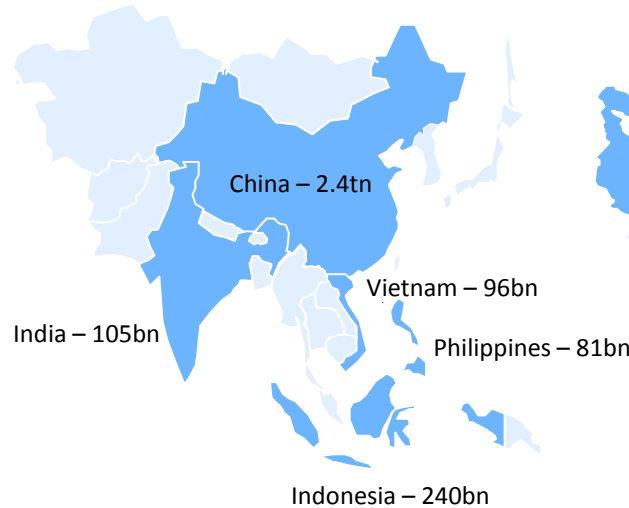 China – 2.4tn
Vietnam – 96bn
India – 105bn
Philippines – 81bn
Indonesia – 240bn